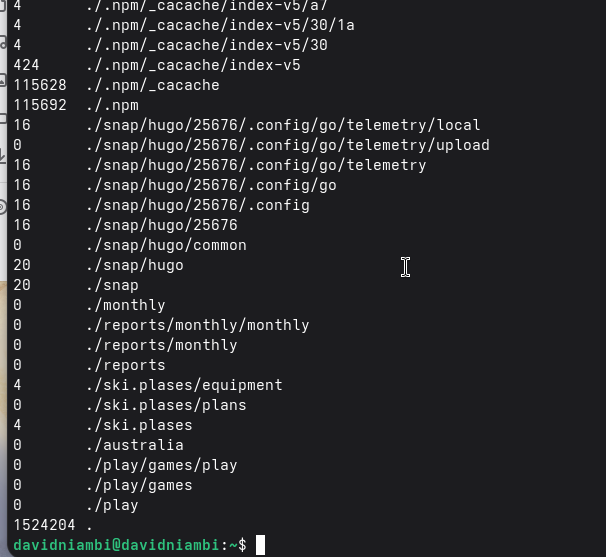 4       ./.npm/_cacache/index-v5/a7
4       ./.npm/_cacache/index-v5/30/1a
4       ./.npm/_cacache/index-v5/30
424     ./.npm/_cacache/index-v5
115628  ./.npm/_cacache
115692  ./.npm
16      ./snap/hugo/25676/.config/go/telemetry/local
0       ./snap/hugo/25676/.config/go/telemetry/upload
16      ./snap/hugo/25676/.config/go/telemetry
16      ./snap/hugo/25676/.config/go
16      ./snap/hugo/25676/.config
16      ./snap/hugo/25676
0       ./snap/hugo/common
20      ./snap/hugo
20      ./snap
0       ./monthly
0       ./reports/monthly/monthly
0       ./reports/monthly
0       ./reports
4       ./ski.plases/equipment
0       ./ski.plases/plans
4       ./ski.plases
0       ./australia
0       ./play/games/play
0       ./play/games
0       ./play
1524204 .
davidniambi@davidniambi:~$